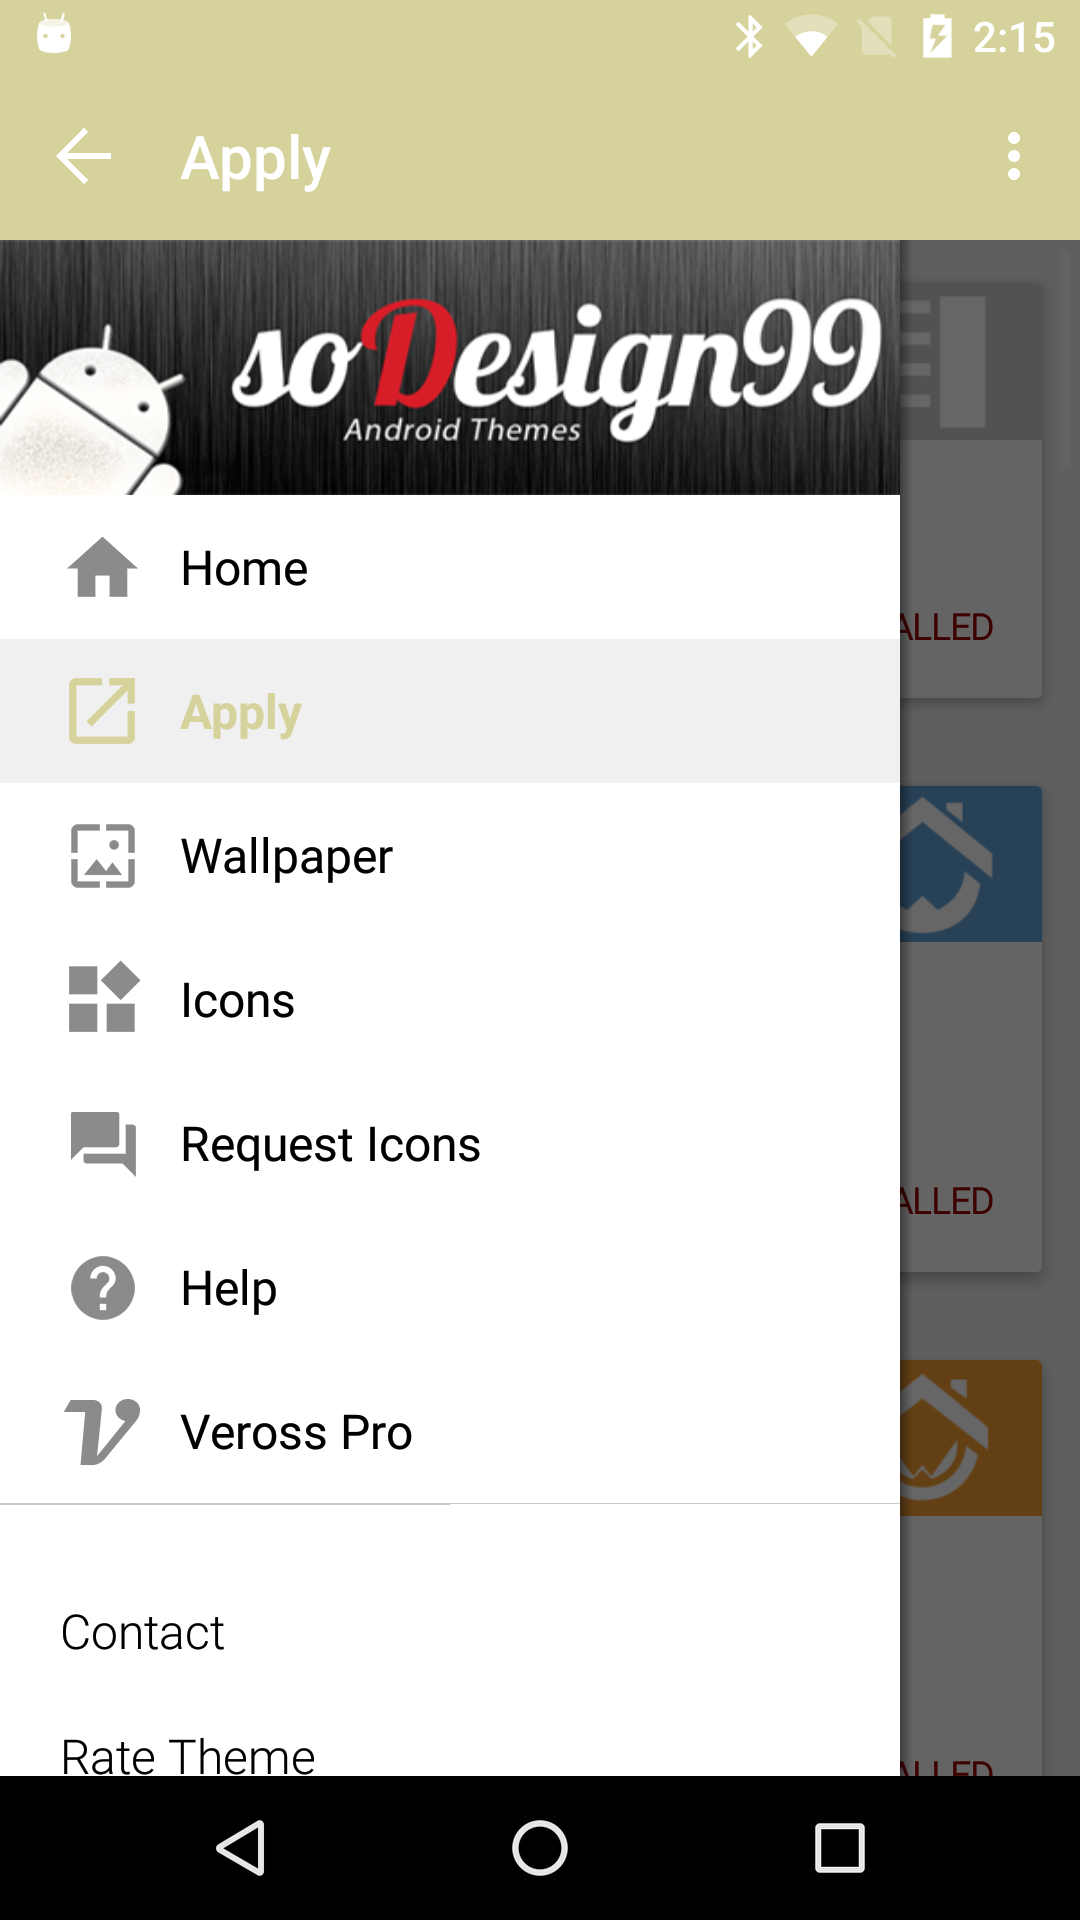 2:15
Apply
soDesign99
Android Themes
Home
Apply
Wallpaper
Icons
Request Icons
Help
Veross Pro
Contact
Rate Theme
ALLED
ALLED
ALLED